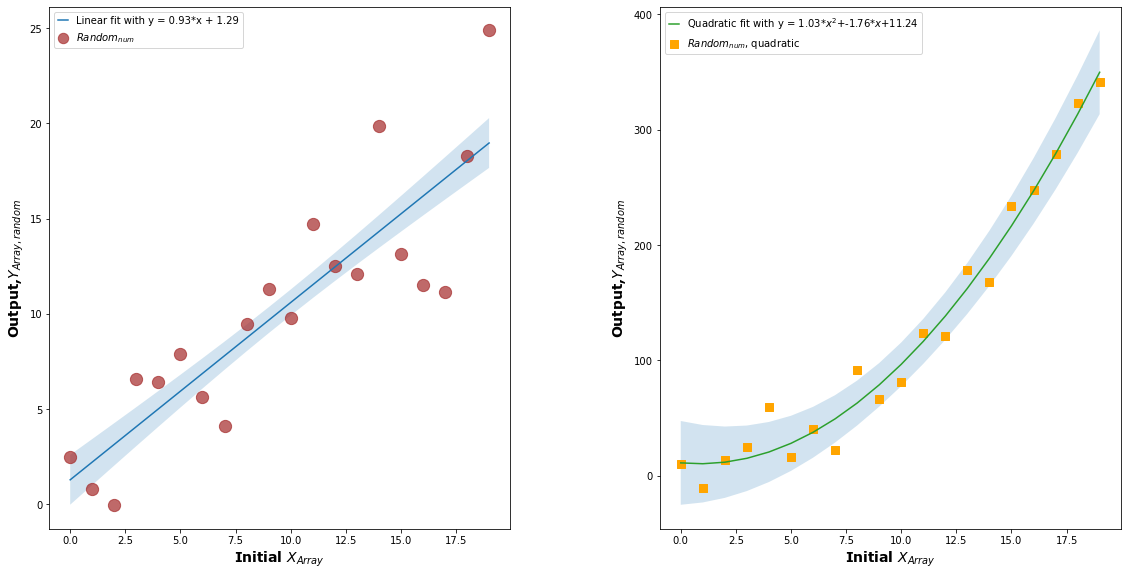 Linear fit with y = 0.93*x + 1.29
Random_num
25
20
15
10
5
0
0.0 2.5 5.0 7.5 10.0 12.5 15.0 17.5
Initial X_Array
Output,Y_Array,random
Quadratic fit with y = 1.03*x²+-1.76*x+11.24
Random_num, quadratic
400
300
200
100
0
0.0 2.5 5.0 7.5 10.0 12.5 15.0 17.5
Initial X_Array
Output,Y_Array,random